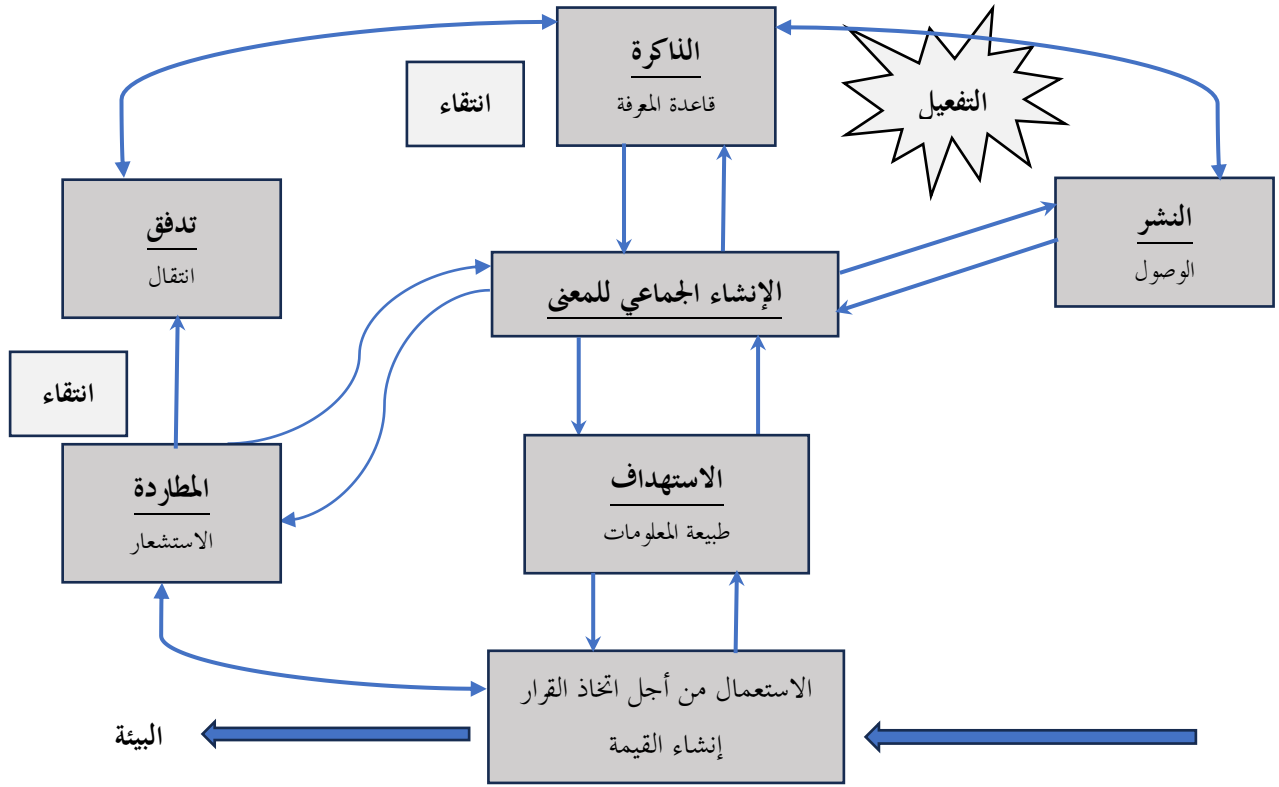 الذاكرة
قاعدة المعرفة
انتقاء
التفعيل
النشر
الوصول
تدفق
انتقال
الإنشاء الجماعي للمعنى
انتقاء
المطاردة
الاستشعار
الاستهداف
طبيعة المعلومات
الاستعمال من أجل اتخاذ القرار
إنشاء القيمة
البيئة